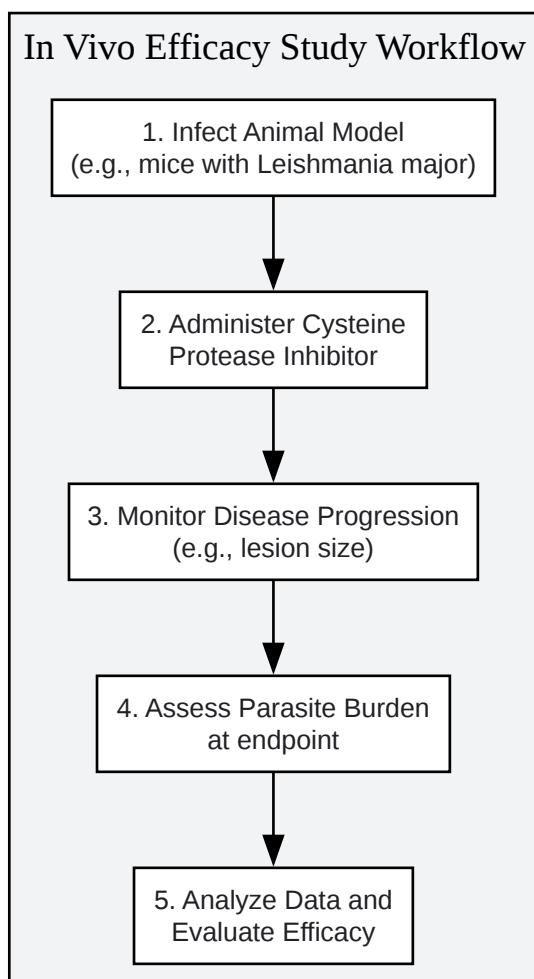 In Vivo Efficacy Study Workflow
1. Infect Animal Model
(e.g., mice with Leishmania major)
2. Administer Cysteine
Protease Inhibitor
3. Monitor Disease Progression
(e.g., lesion size)
4. Assess Parasite Burden
at endpoint
5. Analyze Data and
Evaluate Efficacy